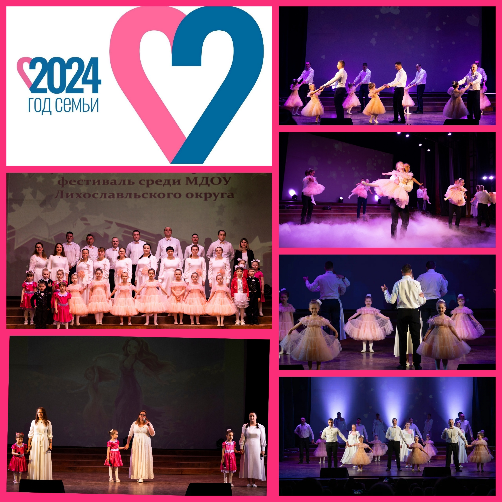 2024
ГОД СЕМЬИ
фестиваль среди МДОУ
Лихославльского округа